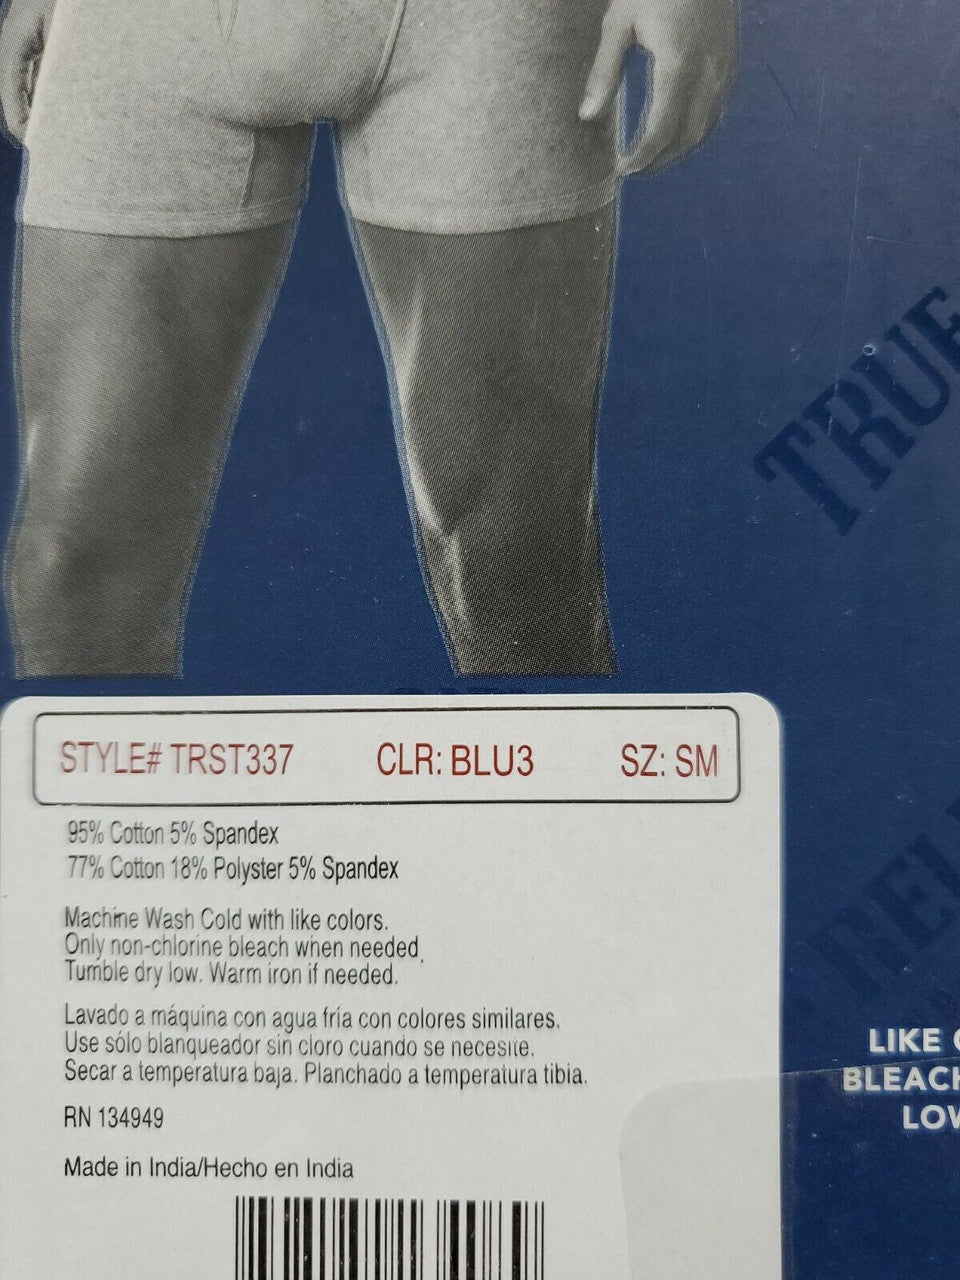 TRUE
STYLE# TRST337 CLR: BLU3 SZ: SM
95% Cotton 5% Spandex
77% Cotton 18% Polyster 5% Spandex
Machine Wash Cold with like colors.
Only non-chlorine bleach when needed.
Tumble dry low. Warm iron if needed.
Lavado a máquina con agua fría con colores similares.
Use sólo blanqueador sin cloro cuando se necesite.
Secar a temperatura baja. Planchado a temperatura tibia.
RN 134949
Made in India/Hecho en India
LIKE
BLEACH
LOW